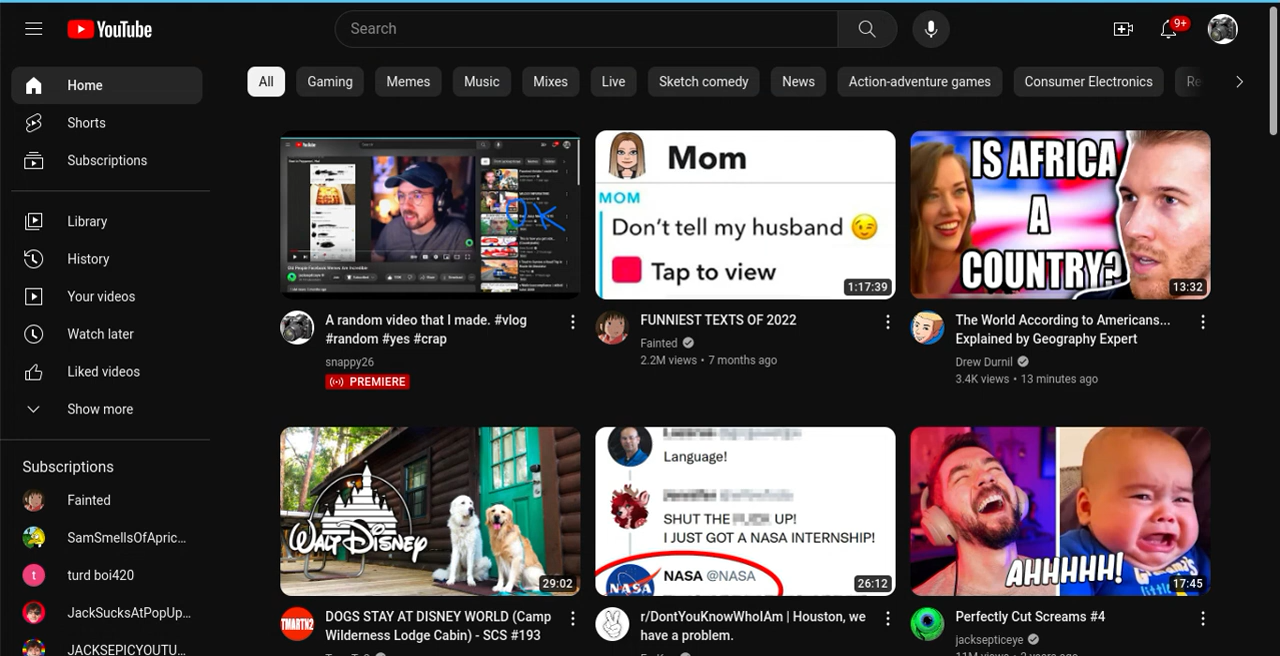 YouTube
Search
9+
Home
Shorts
Subscriptions
Library
History
Your videos
Watch later
Liked videos
Show more
Subscriptions
Fainted
SamSmellsOfApric...
t
turd boi420
JackSucksAtPopUp...
JACKSEPICYOUTU...
All
Gaming
Memes
Music
Mixes
Live
Sketch comedy
News
Action-adventure games
Consumer Electronics
Re
OK
A random video that I made. #vlog
#random #yes #crap
snappy26
PREMIERE
Mom
MOM
Don't tell my husband 😉
Tap to view
1:17:39
FUNNIEST TEXTS OF 2022
Fainted
2.2M views • 7 months ago
IS AFRICA
A
COUNTRY?
13:32
The World According to Americans...
Explained by Geography Expert
Drew Durnil
3.4K views • 13 minutes ago
WALT DISNEY
29:02
TMARTN2
DOGS STAY AT DISNEY WORLD (Camp
Wilderness Lodge Cabin) - SCS #193
Language!
SHUT THE UP!
I JUST GOT A NASA INTERNSHIP!
NASA
NASA @NASA
26:12
r/DontYouKnowWhoIAm | Houston, we
have a problem.
AHHHHH!
17:45
Perfectly Cut Screams #4
jacksepticeye